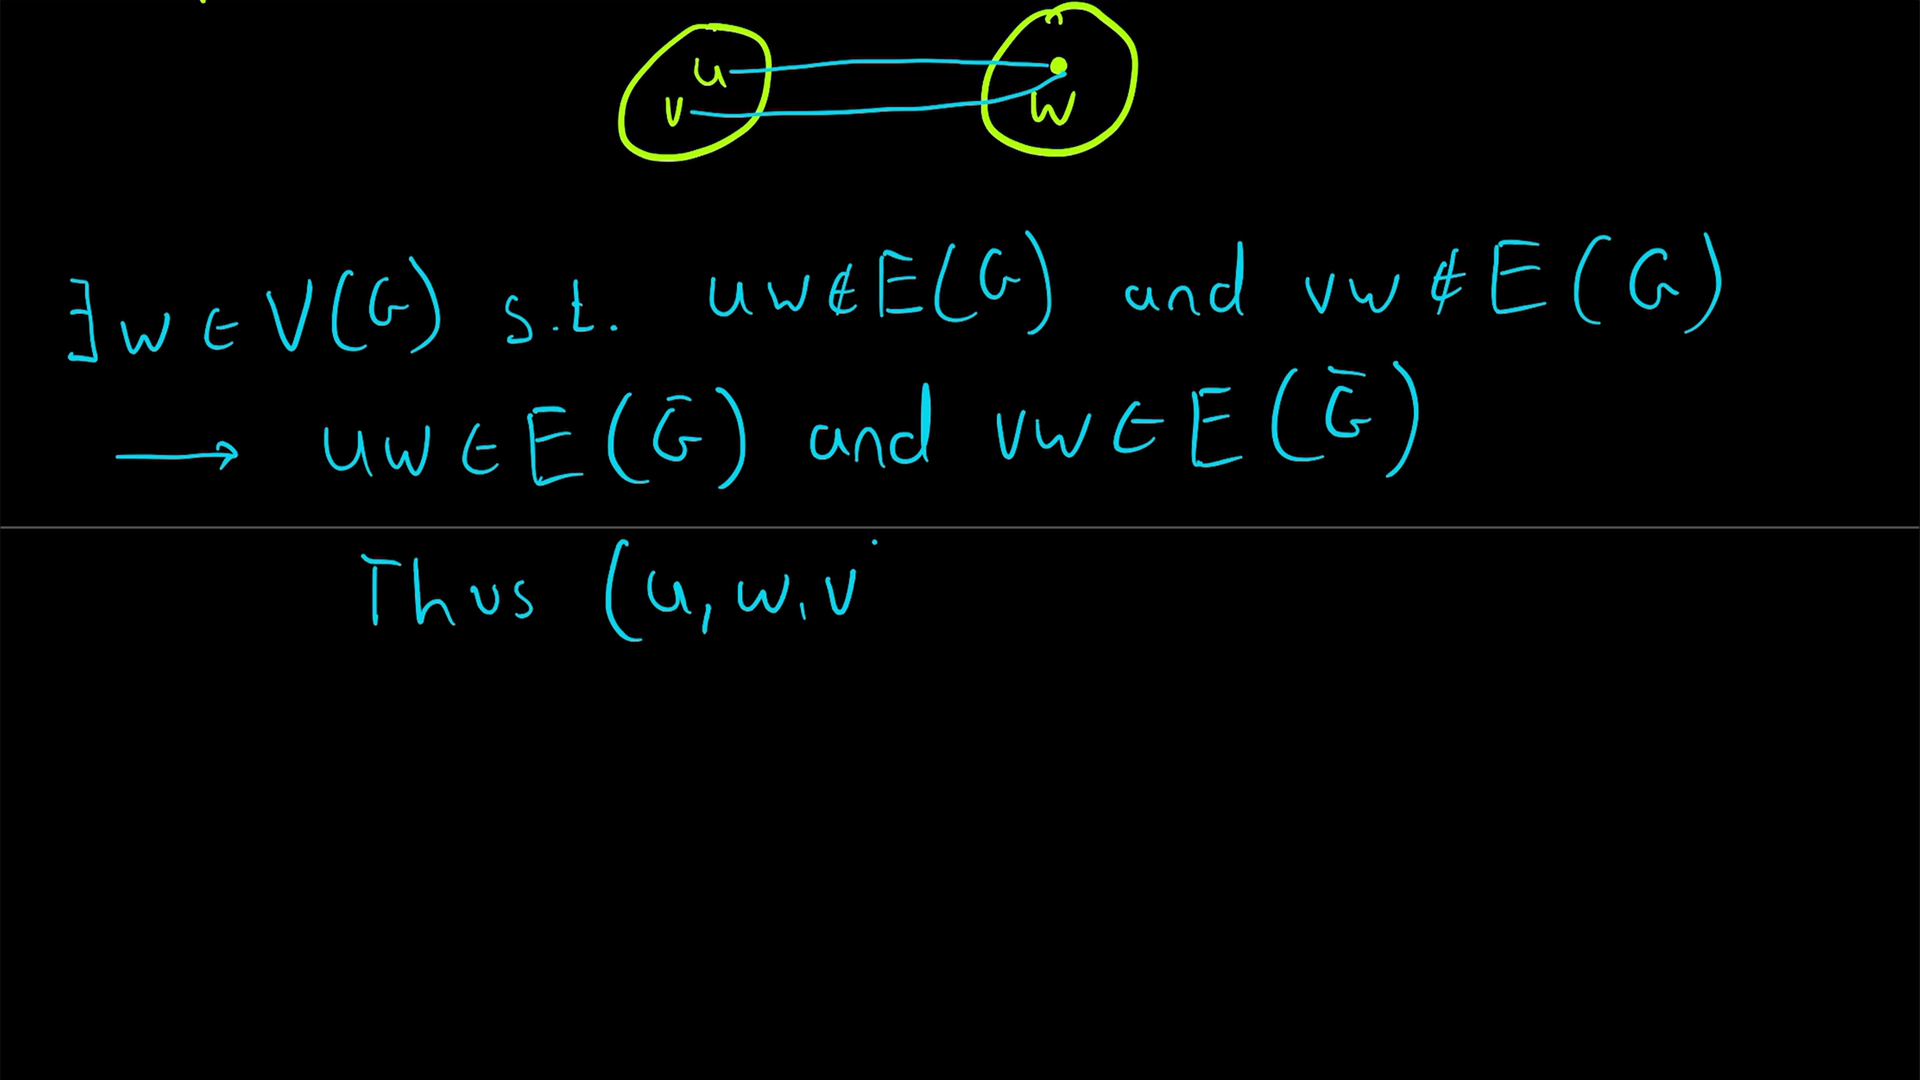 u
v w
∃ w ∈ V(G) s.t. uw ∉ E(G) and vw ∉ E(G)
→ uw ∈ E(Ḡ) and vw ∈ E(Ḡ)
Thus (u, w, v